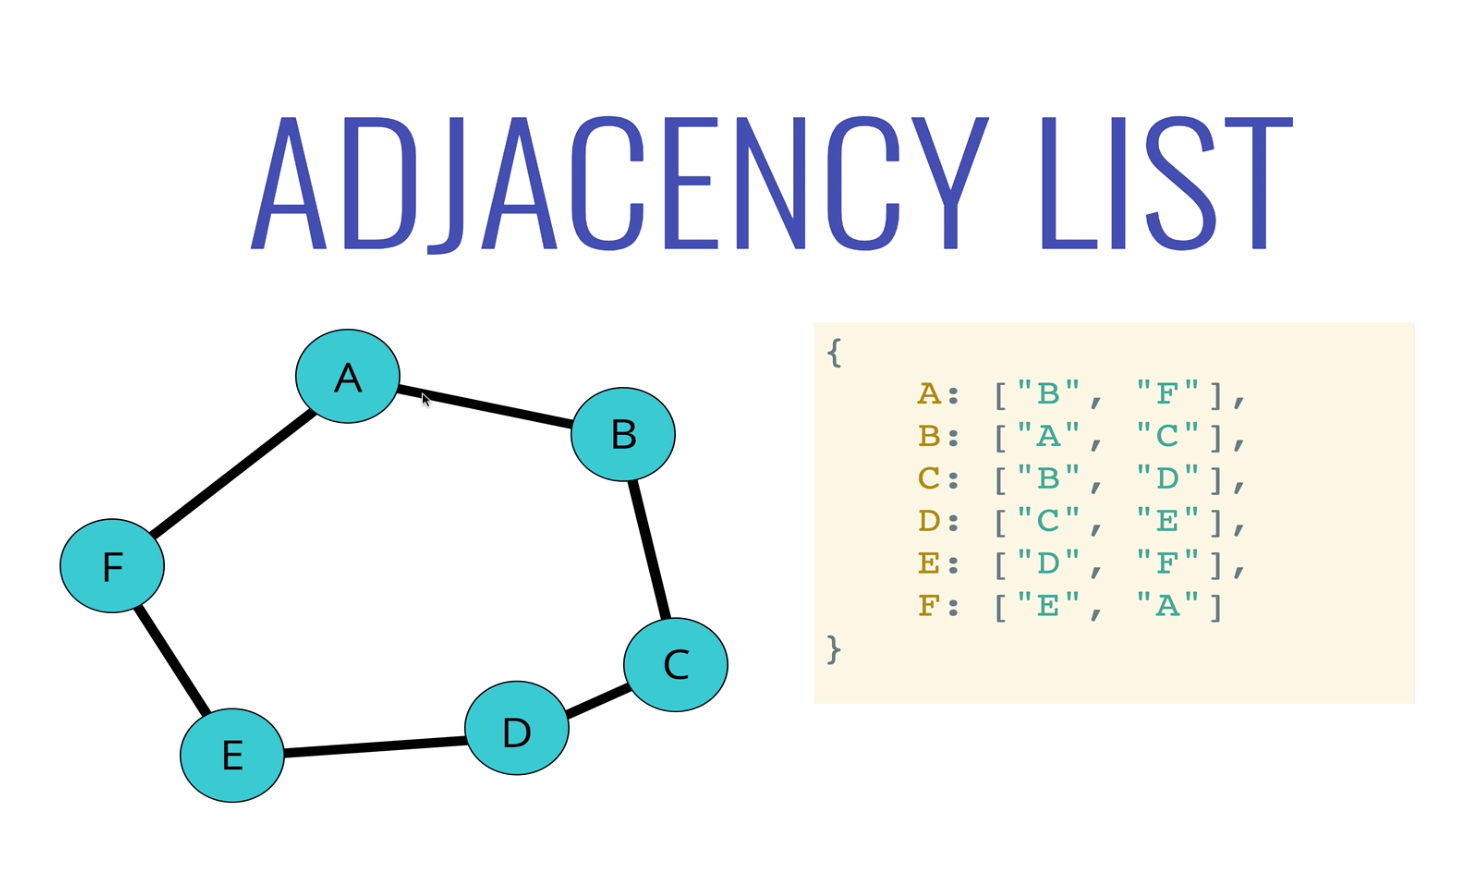 ADJACENCY LIST
A
B
F
C
D
E
{
A: ["B", "F"],
B: ["A", "C"],
C: ["B", "D"],
D: ["C", "E"],
E: ["D", "F"],
F: ["E", "A"]
}